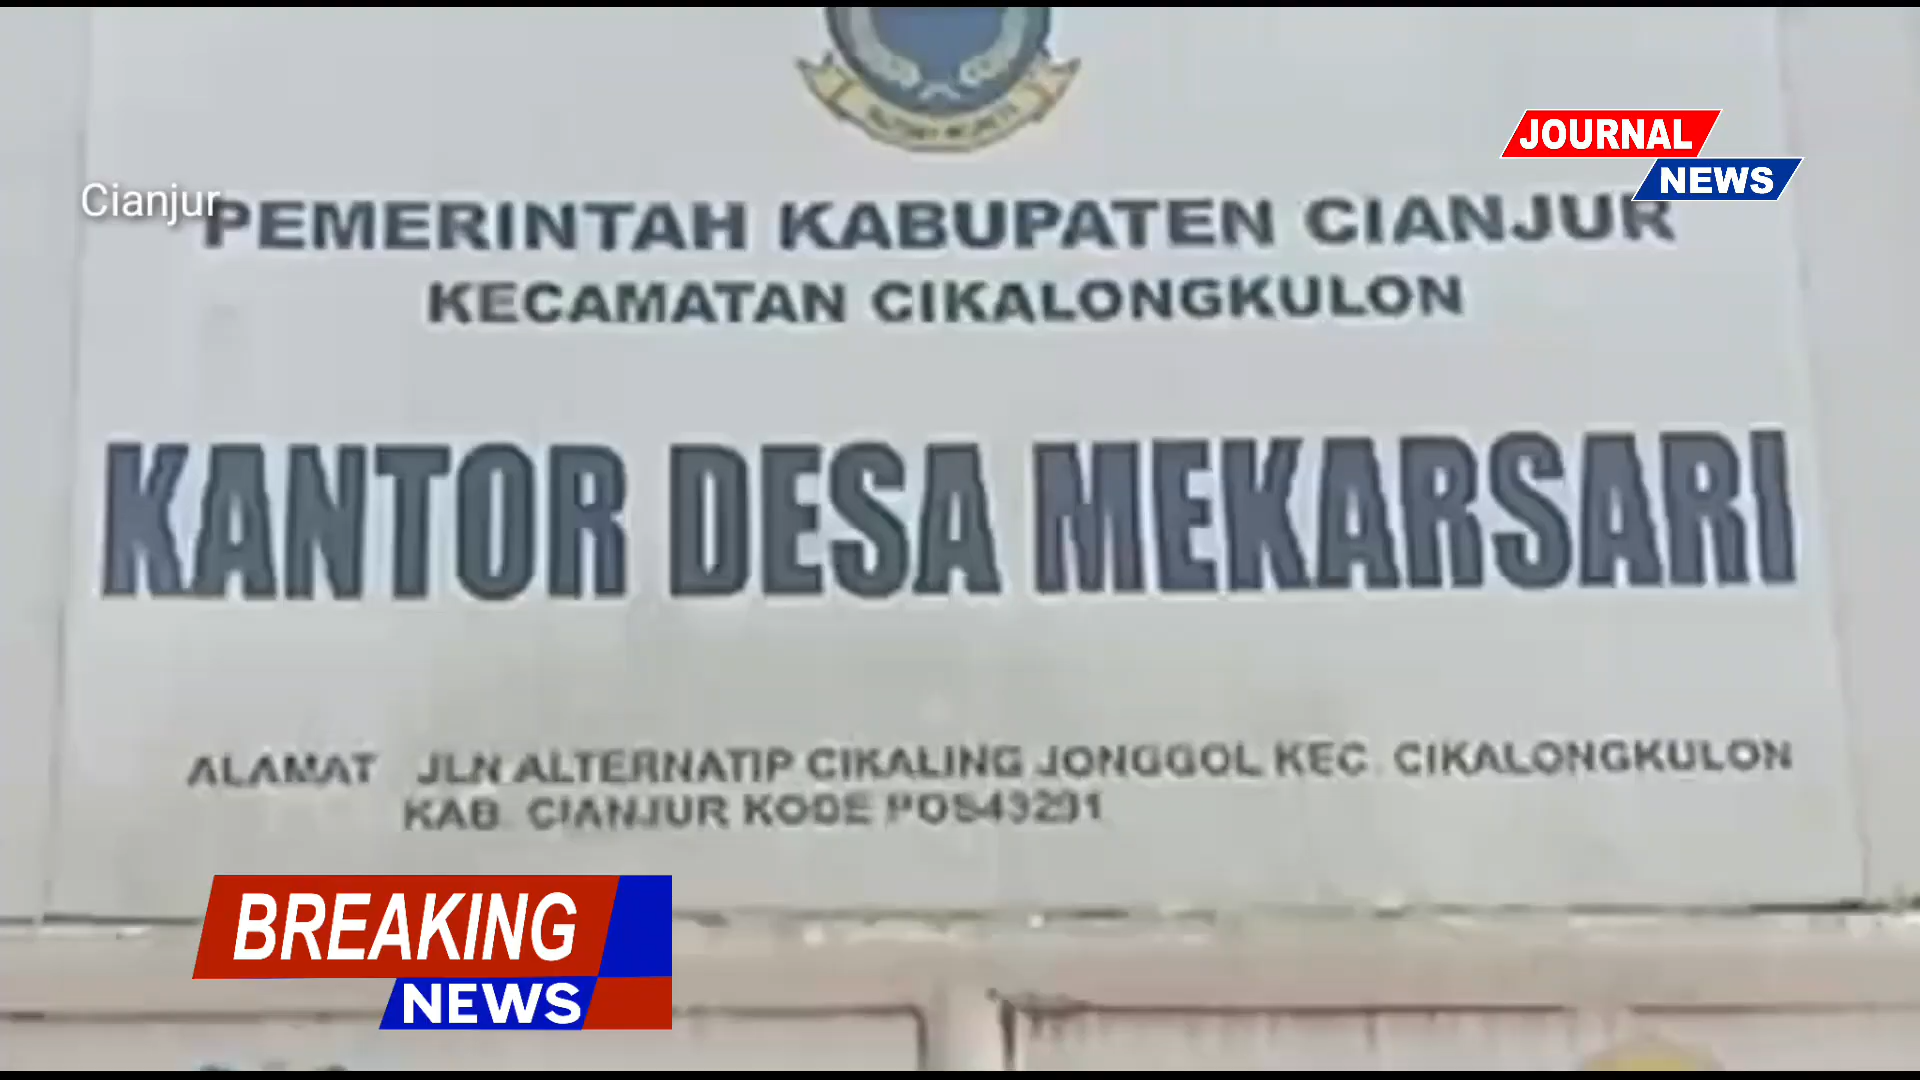 JOURNAL
NEWS
Cianjur
PEMERINTAH KABUPATEN CIANJUR
KECAMATAN CIKALONGKULON
KANTOR DESA MEKARSARI
ALAMAT JLN ALTERNATIP CIKALING JONGGOL KEC. CIKALONGKULON
KAB. CIANJUR KODE POS43291
BREAKING
NEWS